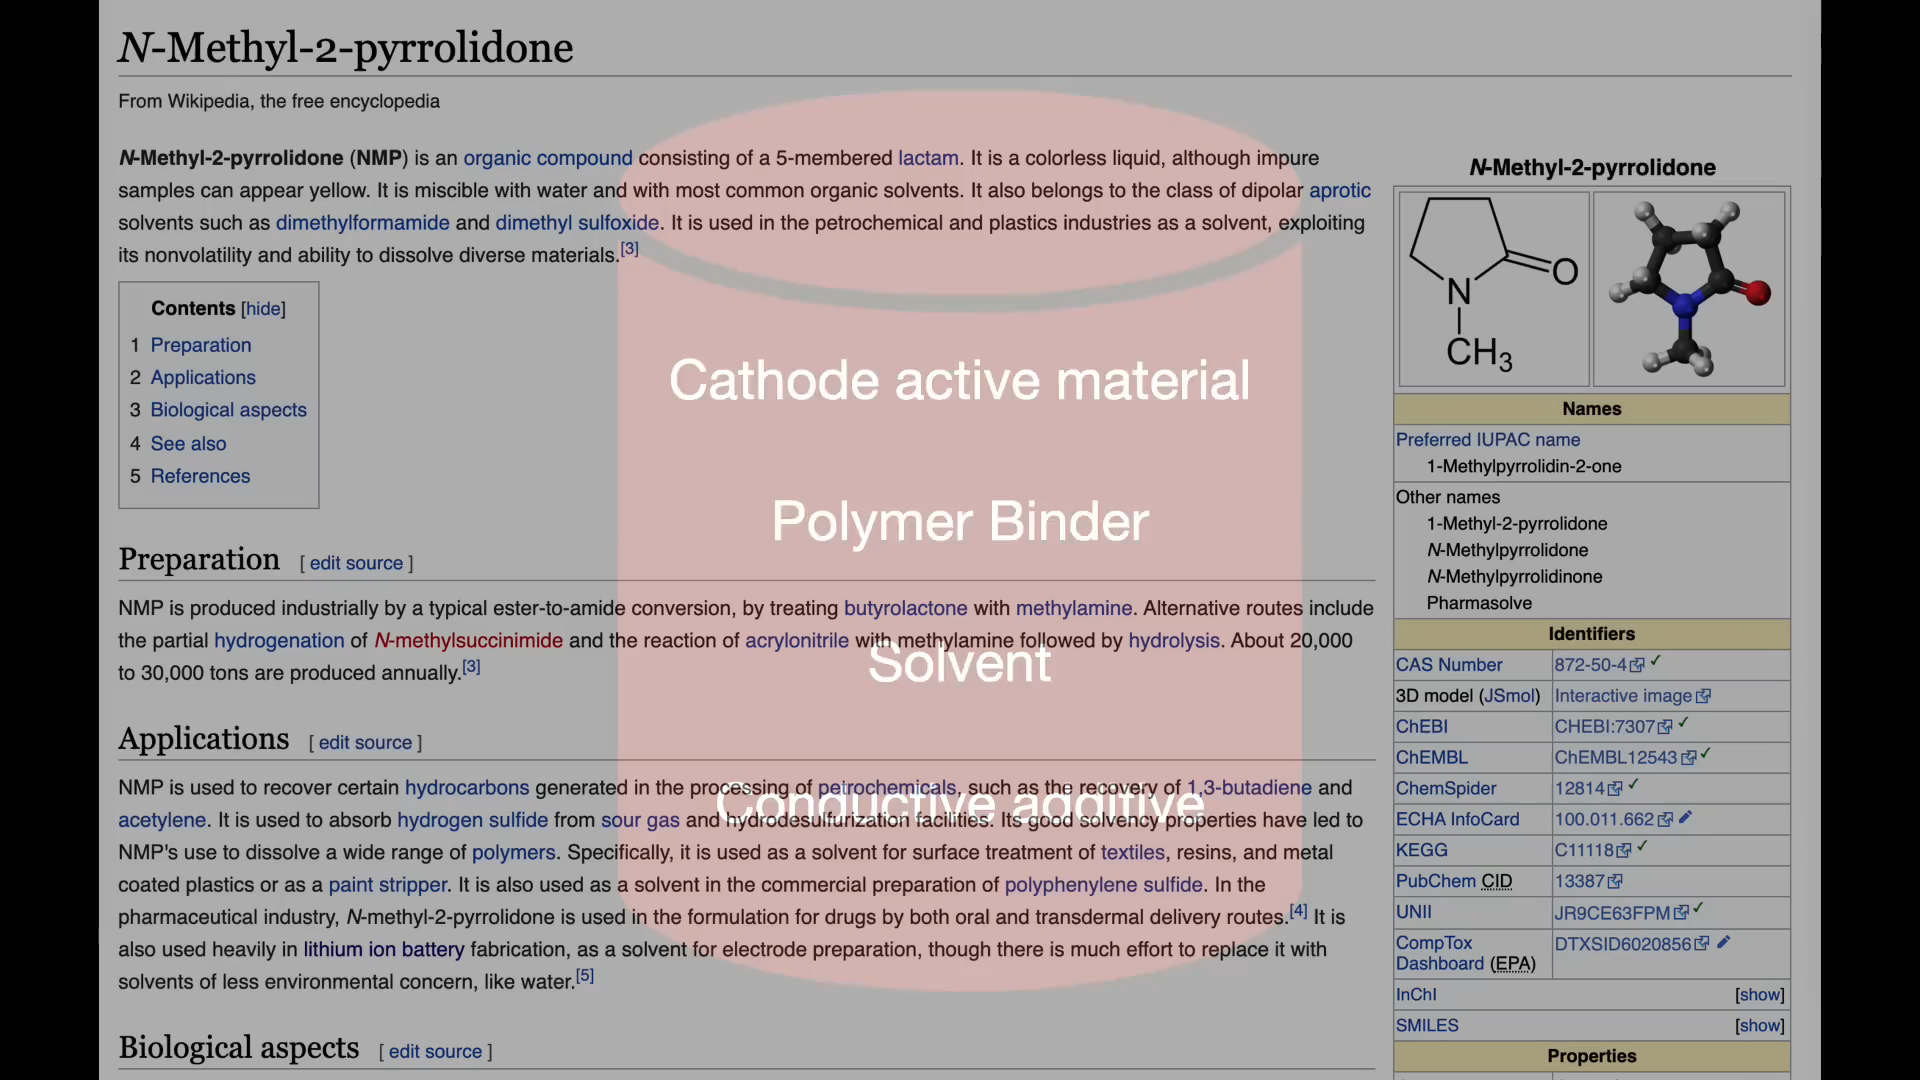 N-Methyl-2-pyrrolidone
From Wikipedia, the free encyclopedia
N-Methyl-2-pyrrolidone (NMP) is an organic compound consisting of a 5-membered lactam. It is a colorless liquid, although impure
samples can appear yellow. It is miscible with water and with most common organic solvents. It also belongs to the class of dipolar aprotic
solvents such as dimethylformamide and dimethyl sulfoxide. It is used in the petrochemical and plastics industries as a solvent, exploiting
its nonvolatility and ability to dissolve diverse materials.[3]
Contents [hide]
1 Preparation
2 Applications
3 Biological aspects
4 See also
5 References
Cathode active material
Polymer Binder
Solvent
Conductive additive
Preparation [ edit source ]
NMP is produced industrially by a typical ester-to-amide conversion, by treating butyrolactone with methylamine. Alternative routes include
the partial hydrogenation of N-methylsuccinimide and the reaction of acrylonitrile with methylamine followed by hydrolysis. About 20,000
to 30,000 tons are produced annually.[3]
Applications [ edit source ]
NMP is used to recover certain hydrocarbons generated in the processing of petrochemicals, such as the recovery of 1,3-butadiene and
acetylene. It is used to absorb hydrogen sulfide from sour gas and hydrodesulfurization facilities. Its good solvency properties have led to
NMP's use to dissolve a wide range of polymers. Specifically, it is used as a solvent for surface treatment of textiles, resins, and metal
coated plastics or as a paint stripper. It is also used as a solvent in the commercial preparation of polyphenylene sulfide. In the
pharmaceutical industry, N-methyl-2-pyrrolidone is used in the formulation for drugs by both oral and transdermal delivery routes.[4] It is
also used heavily in lithium ion battery fabrication, as a solvent for electrode preparation, though there is much effort to replace it with
solvents of less environmental concern, like water.[5]
Biological aspects [ edit source ]
N-Methyl-2-pyrrolidone
N
O
CH3
Names
Preferred IUPAC name
1-Methylpyrrolidin-2-one
Other names
1-Methyl-2-pyrrolidone
N-Methylpyrrolidone
N-Methylpyrrolidinone
Pharmasolve
Identifiers
CAS Number 872-50-4 ✓
3D model (JSmol) Interactive image
ChEBI CHEBI:7307 ✓
ChEMBL ChEMBL12543 ✓
ChemSpider 12814 ✓
ECHA InfoCard 100.011.662
KEGG C11118 ✓
PubChem CID 13387
UNII JR9CE63FPM ✓
CompTox
Dashboard (EPA) DTXSID6020856
InChI [show]
SMILES [show]
Properties